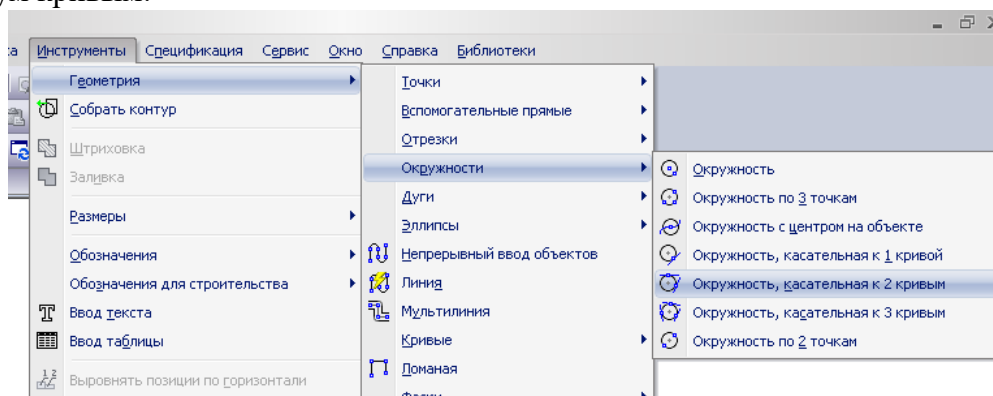 кривым.
Инструменты Спецификация Сервис Окно Справка Библиотеки
Геометрия
Собрать контур
Штриховка
Заливка
Размеры
Обозначения
Обозначения для строительства
Ввод текста
Ввод таблицы
Выровнять позиции по горизонтали
Точки
Вспомогательные прямые
Отрезки
Окружности
Дуги
Эллипсы
Непрерывный ввод объектов
Линия
Мультилиния
Кривые
Ломаная
Окружность
Окружность по 3 точкам
Окружность с центром на объекте
Окружность, касательная к 1 кривой
Окружность, касательная к 2 кривым
Окружность, касательная к 3 кривым
Окружность по 2 точкам